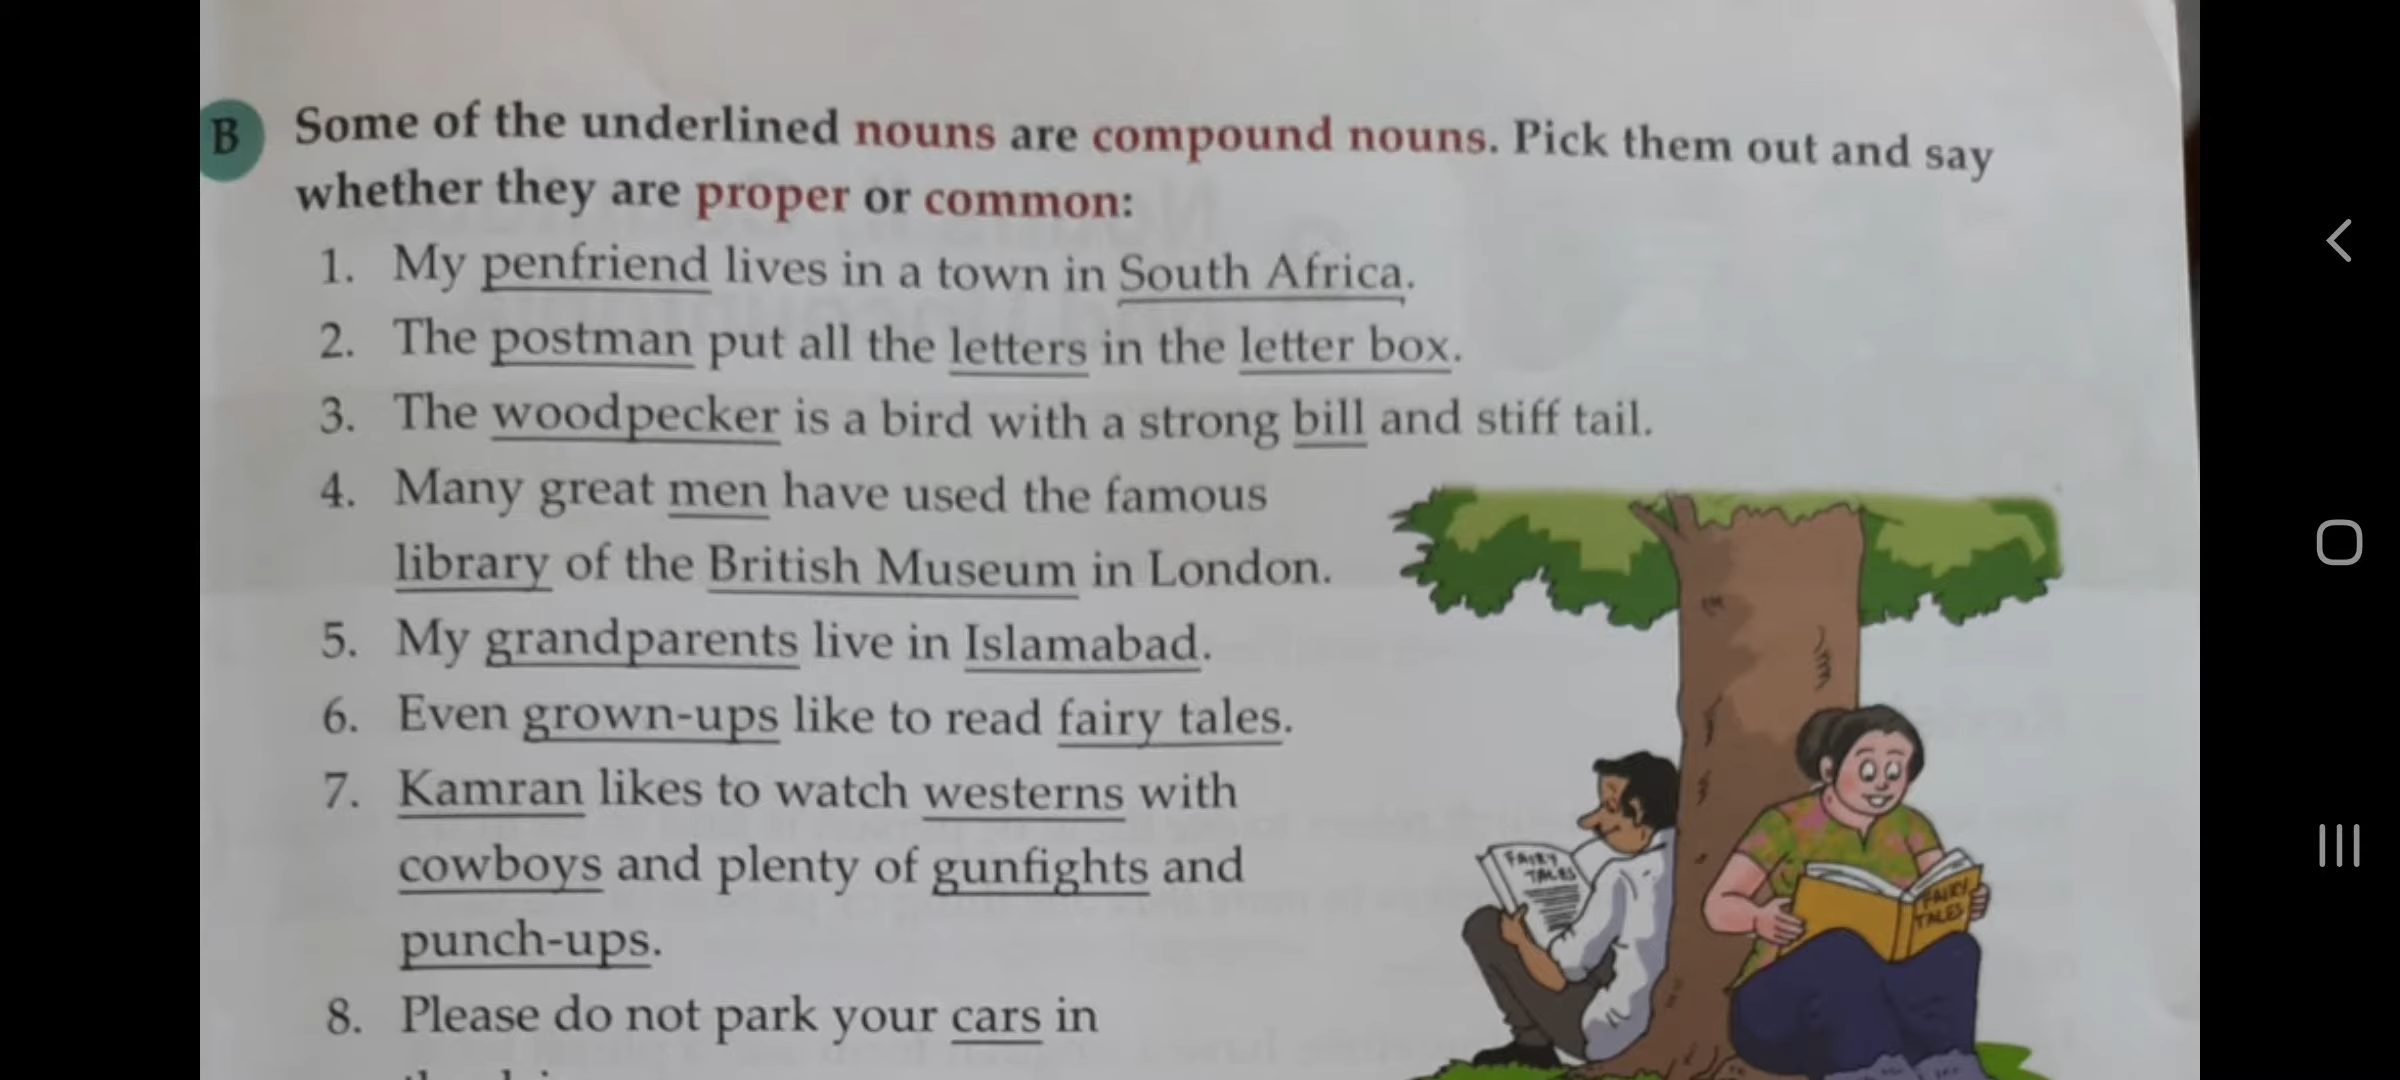 B Some of the underlined nouns are compound nouns. Pick them out and say
whether they are proper or common:
1. My penfriend lives in a town in South Africa.
2. The postman put all the letters in the letter box.
3. The woodpecker is a bird with a strong bill and stiff tail.
4. Many great men have used the famous
library of the British Museum in London.
5. My grandparents live in Islamabad.
6. Even grown-ups like to read fairy tales.
7. Kamran likes to watch westerns with
cowboys and plenty of gunfights and
punch-ups.
8. Please do not park your cars in
FAIRY
TALES
FAIRY
TALES